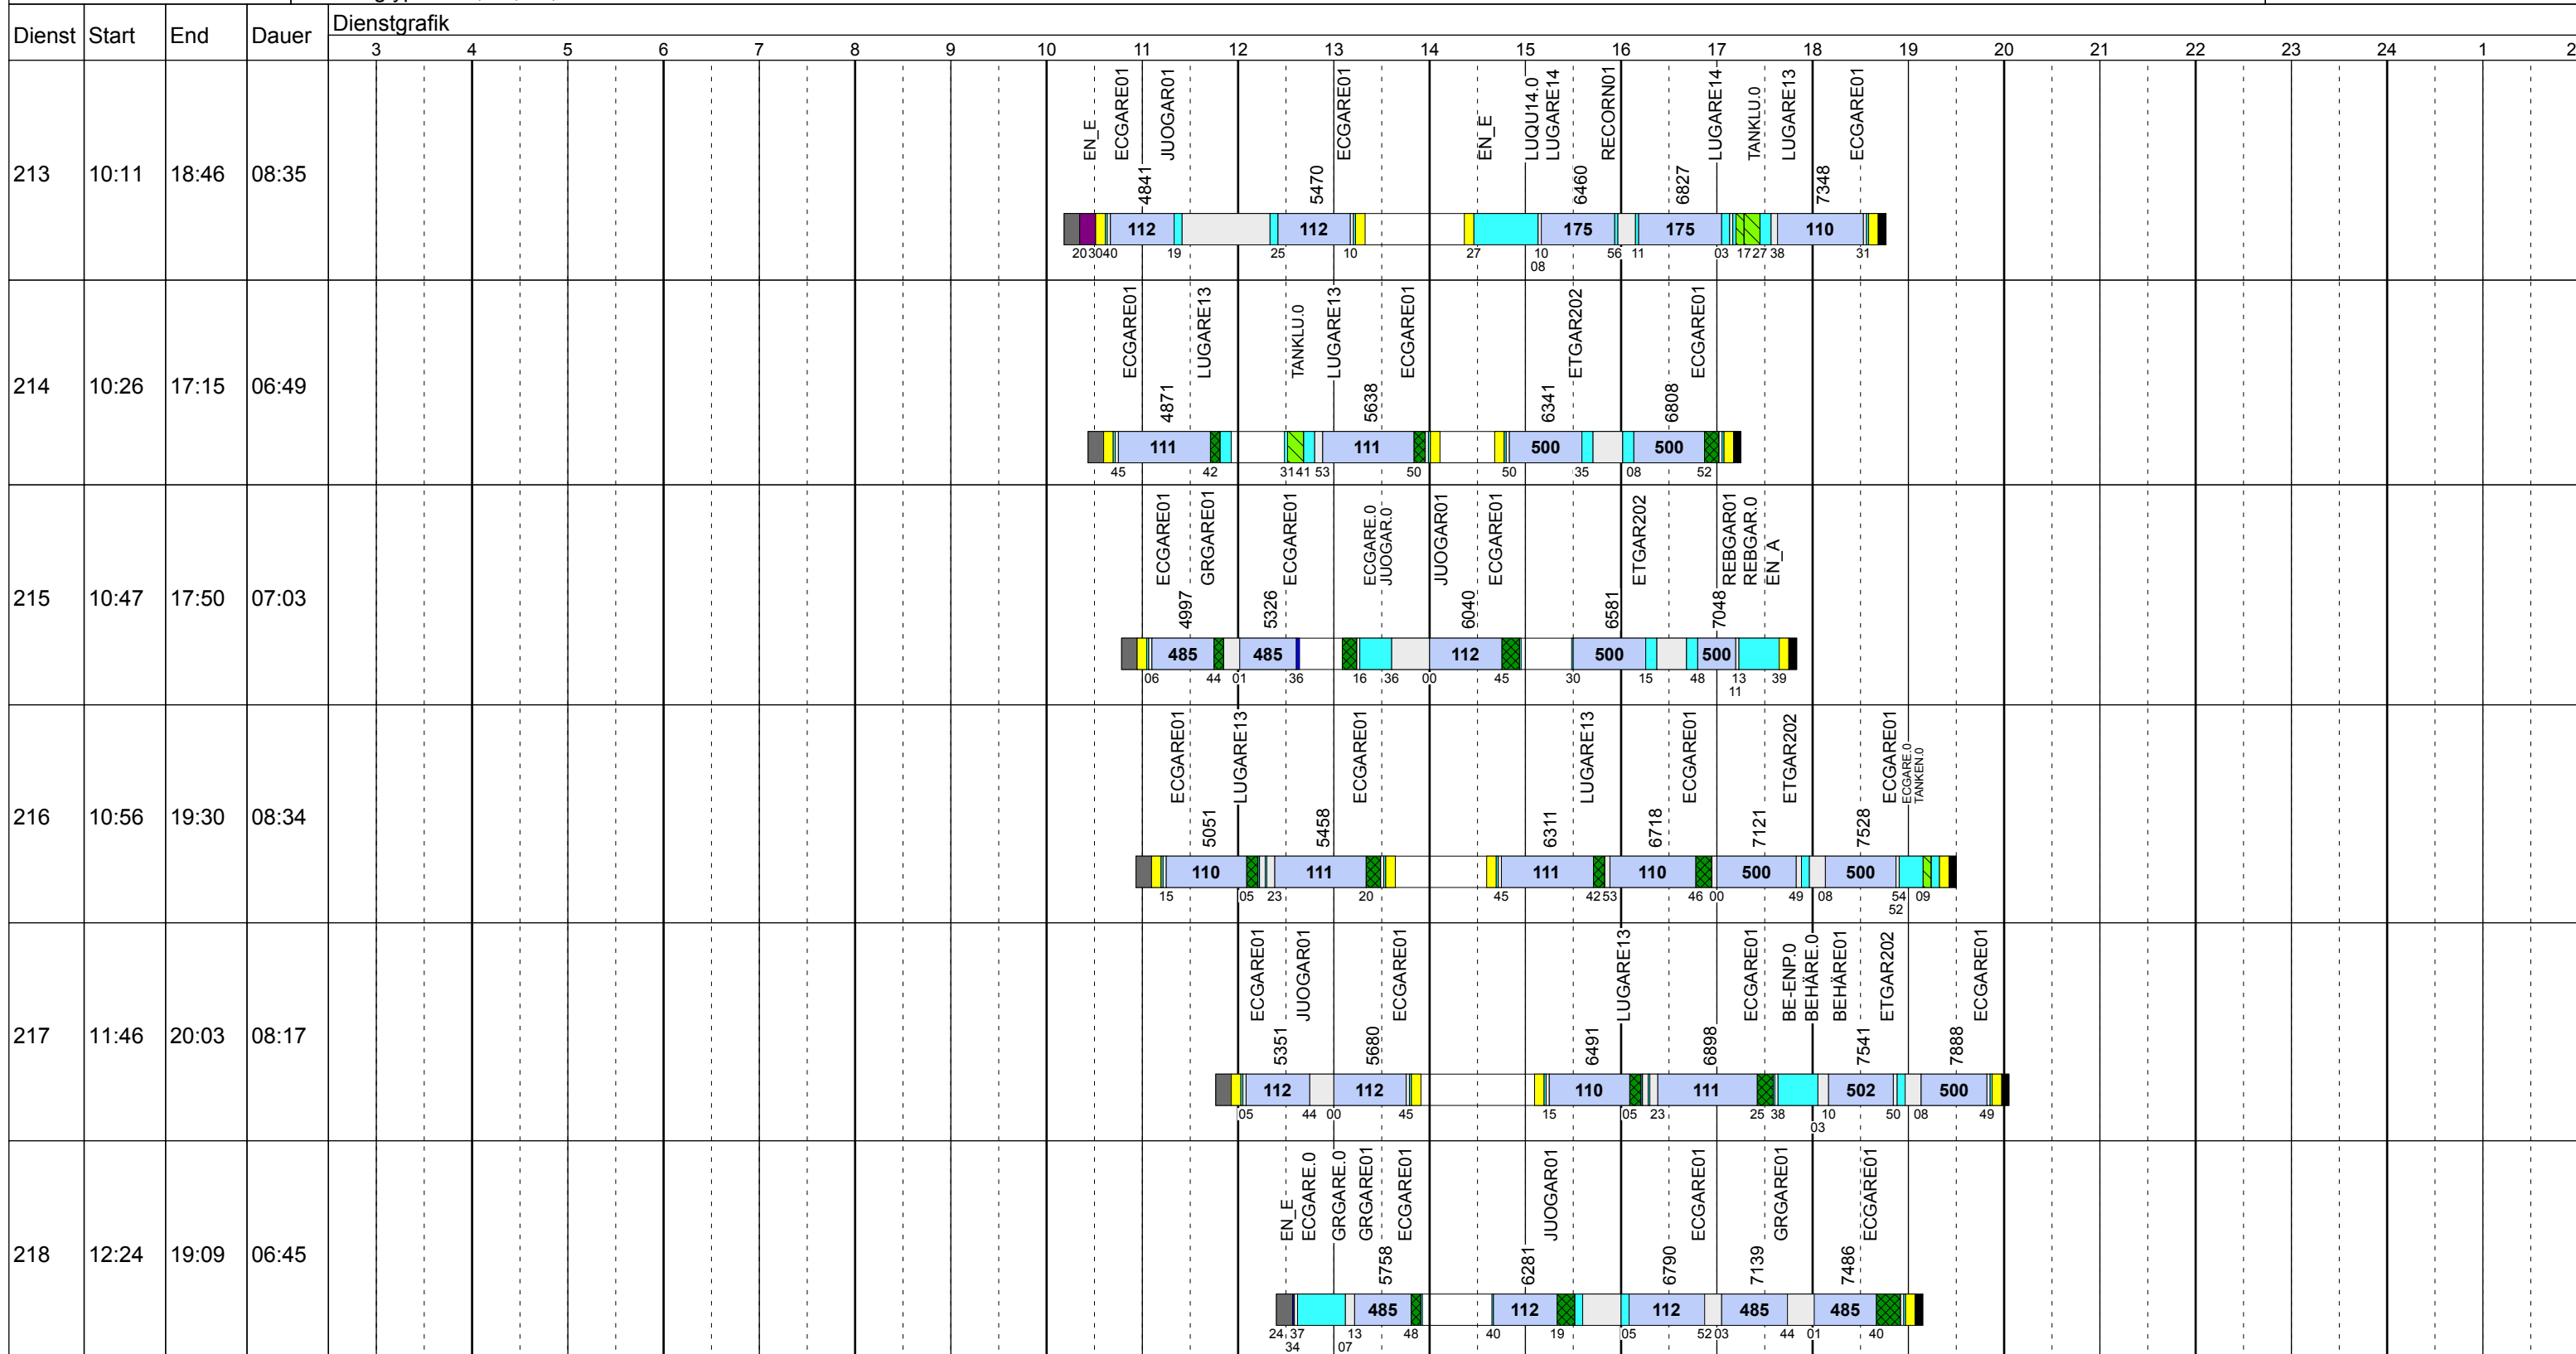 Dienst Start End Dauer Dienstgrafik
3 4 5 6 7 8 9 10 11 12 13 14 15 16 17 18 19 20 21 22 23 24 1 2
EN_E ECGARE01 JUOGAR01 ECGARE01 EN_E LUQU14.0 LUGARE14 RECORN01 LUGARE14 TANKLU.0 LUGARE13 ECGARE01
4841 5470 6460 6827 7348
213 10:11 18:46 08:35
112 112 175 175 110
20 30 40 19 25 10 27 10 56 11 03 17 27 38 31
08
ECGARE01 LUGARE13 TANKLU.0 LUGARE13 ECGARE01 ETGAR202 ECGARE01
4871 5638 6341 6808
214 10:26 17:15 06:49
111 111 500 500
45 42 31 41 53 50 50 35 08 52
ECGARE01 GRGARE01 ECGARE01 ECGARE.0 JUOGAR.0 JUOGAR01 ECGARE01 ETGAR202 REBGAR01 REBGAR.0 EN_A
4997 5326 6040 6581 7048
215 10:47 17:50 07:03
485 485 112 500 500
06 44 01 36 16 36 00 45 30 15 48 13 39
11
ECGARE01 LUGARE13 ECGARE01 LUGARE13 ECGARE01 ETGAR202 ECGARE01 ECGARE.0 TANKEN.0
5051 5458 6311 6718 7121 7528
216 10:56 19:30 08:34
110 111 111 110 500 500
15 05 23 20 45 42 53 46 00 49 08 54 09
52
ECGARE01 JUOGAR01 ECGARE01 LUGARE13 ECGARE01 BE-ENP.0 BEHÄRE.0 BEHÄRE01 ETGAR202 ECGARE01
5351 5680 6491 6898 7541 7888
217 11:46 20:03 08:17
112 112 110 111 502 500
05 44 00 45 15 05 23 25 38 10 50 08 49
03
EN_E ECGARE.0 GRGARE.0 GRGARE01 ECGARE01 JUOGAR01 ECGARE01 GRGARE01 ECGARE01
5758 6281 6790 7139 7486
218 12:24 19:09 06:45
485 112 112 485 485
24 37 13 48 40 19 05 52 03 44 01 40
34 07